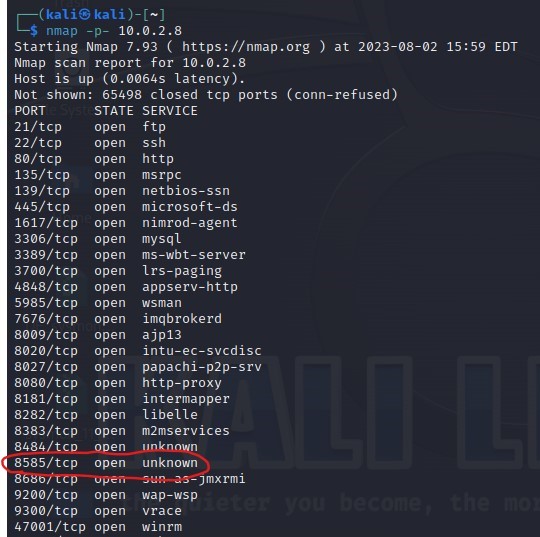 ┌──(kali㉿kali)-[~]
└─$ nmap -p- 10.0.2.8
Starting Nmap 7.93 ( https://nmap.org ) at 2023-08-02 15:59 EDT
Nmap scan report for 10.0.2.8
Host is up (0.0064s latency).
Not shown: 65498 closed tcp ports (conn-refused)
PORT      STATE SERVICE
21/tcp    open  ftp
22/tcp    open  ssh
80/tcp    open  http
135/tcp   open  msrpc
139/tcp   open  netbios-ssn
445/tcp   open  microsoft-ds
1617/tcp  open  nimrod-agent
3306/tcp  open  mysql
3389/tcp  open  ms-wbt-server
3700/tcp  open  lrs-paging
4848/tcp  open  appserv-http
5985/tcp  open  wsman
7676/tcp  open  imqbrokerd
8009/tcp  open  ajp13
8020/tcp  open  intu-ec-svcdisc
8027/tcp  open  papachi-p2p-srv
8080/tcp  open  http-proxy
8181/tcp  open  intermapper
8282/tcp  open  libelle
8383/tcp  open  m2mservices
8484/tcp  open  unknown
8585/tcp  open  unknown
8686/tcp  open  sun-as-jmxrmi
9200/tcp  open  wap-wsp
9300/tcp  open  vrace
47001/tcp open  winrm
KALI LI
the quieter you become, the mor